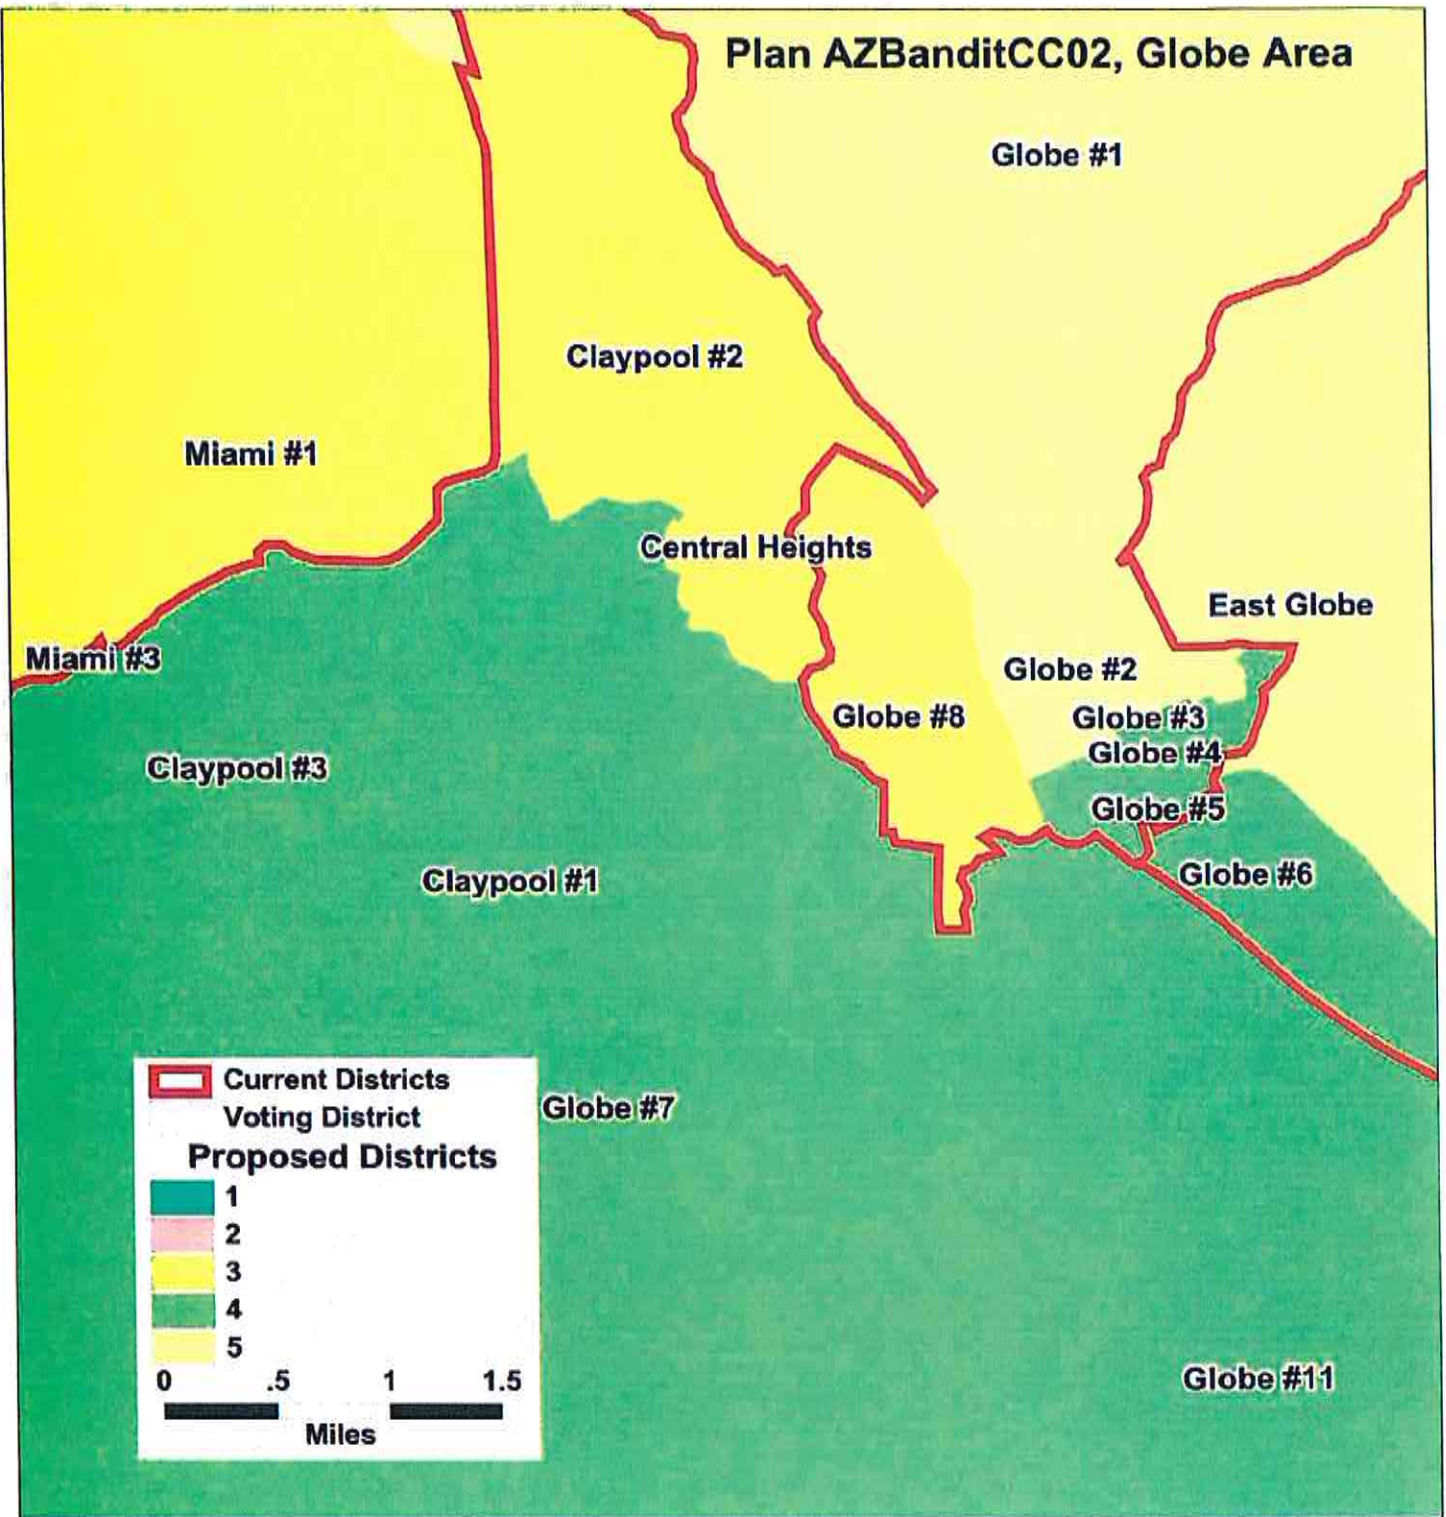 Plan AZBanditCC02, Globe Area
Globe #1
Claypool #2
Miami #1
Central Heights
East Globe
Miami #3
Globe #2
Globe #8
Globe #3
Globe #4
Claypool #3
Globe #5
Globe #6
Claypool #1
Current Districts
Voting District
Globe #7
Proposed Districts
1
2
3
4
5
0 .5 1 1.5
Miles
Globe #11